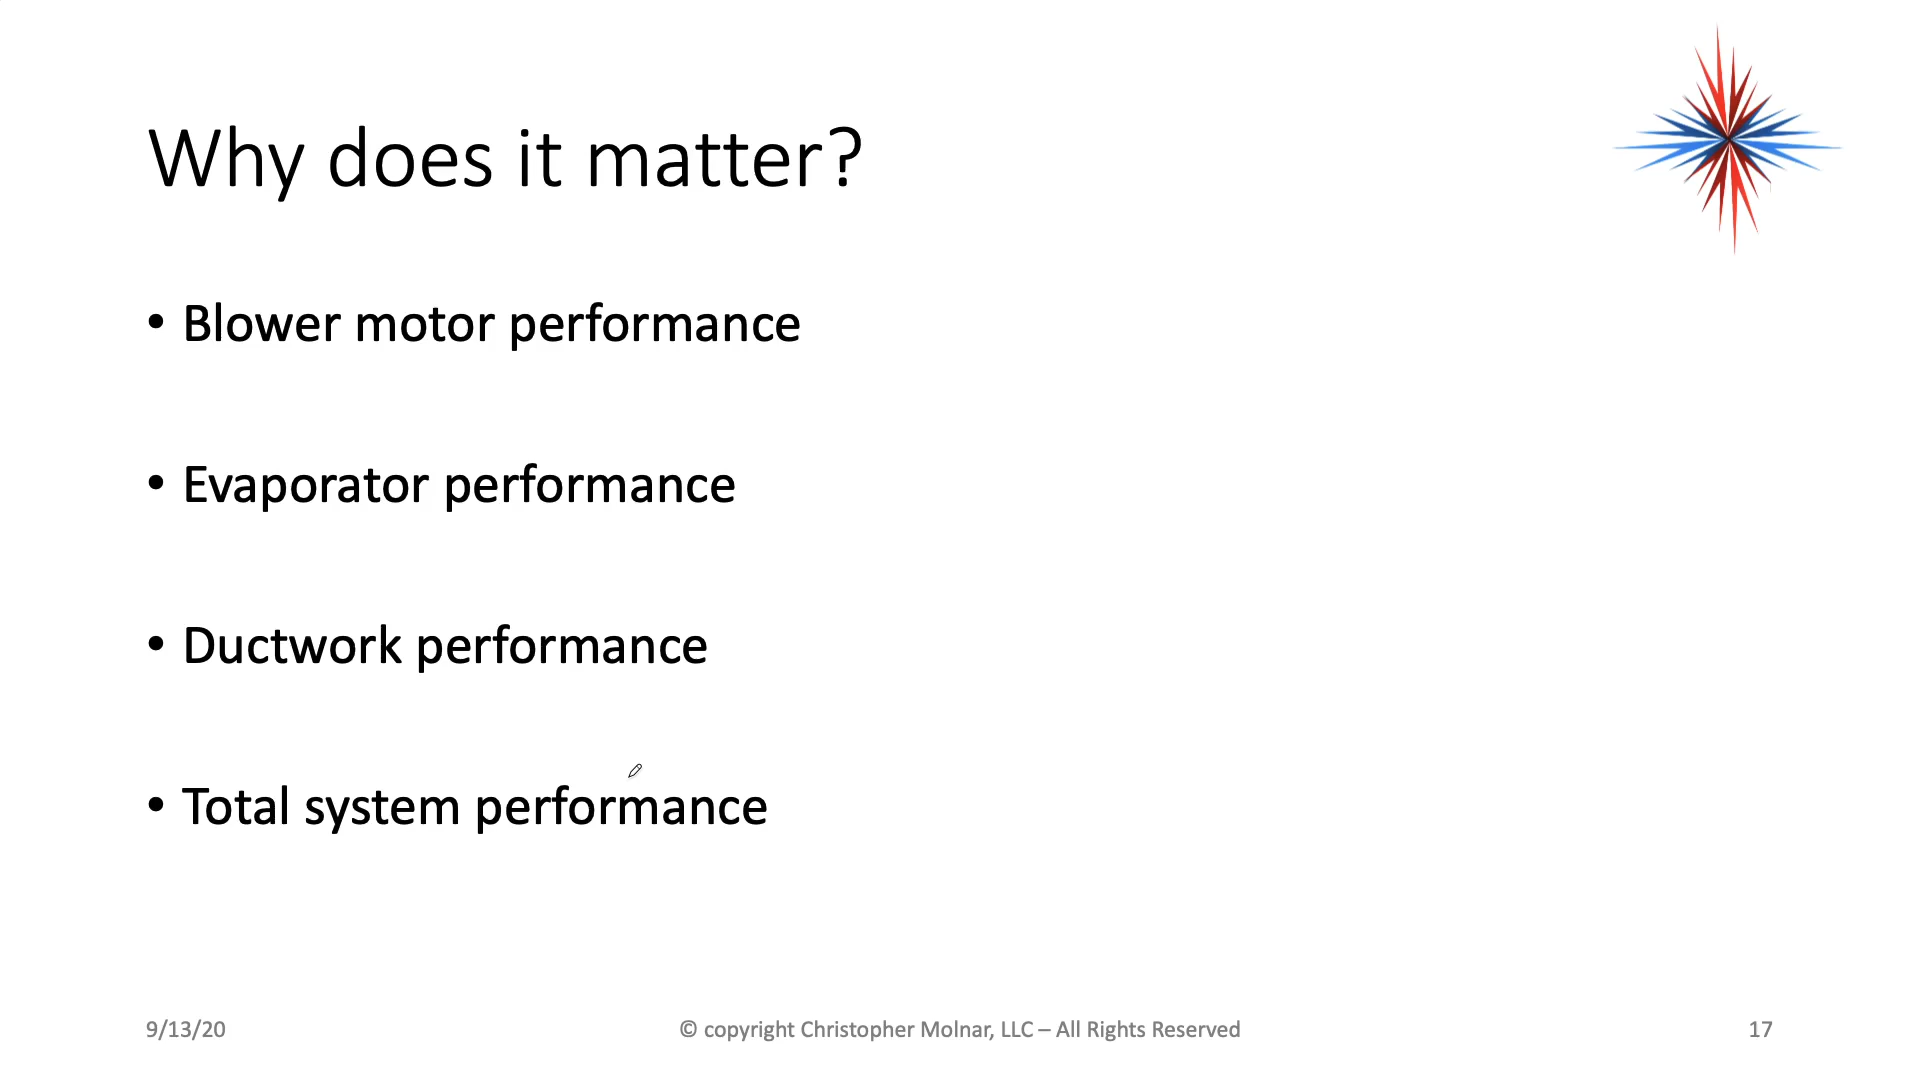 Why does it matter?
• Blower motor performance
• Evaporator performance
• Ductwork performance
• Total system performance
9/13/20
© copyright Christopher Molnar, LLC – All Rights Reserved
17